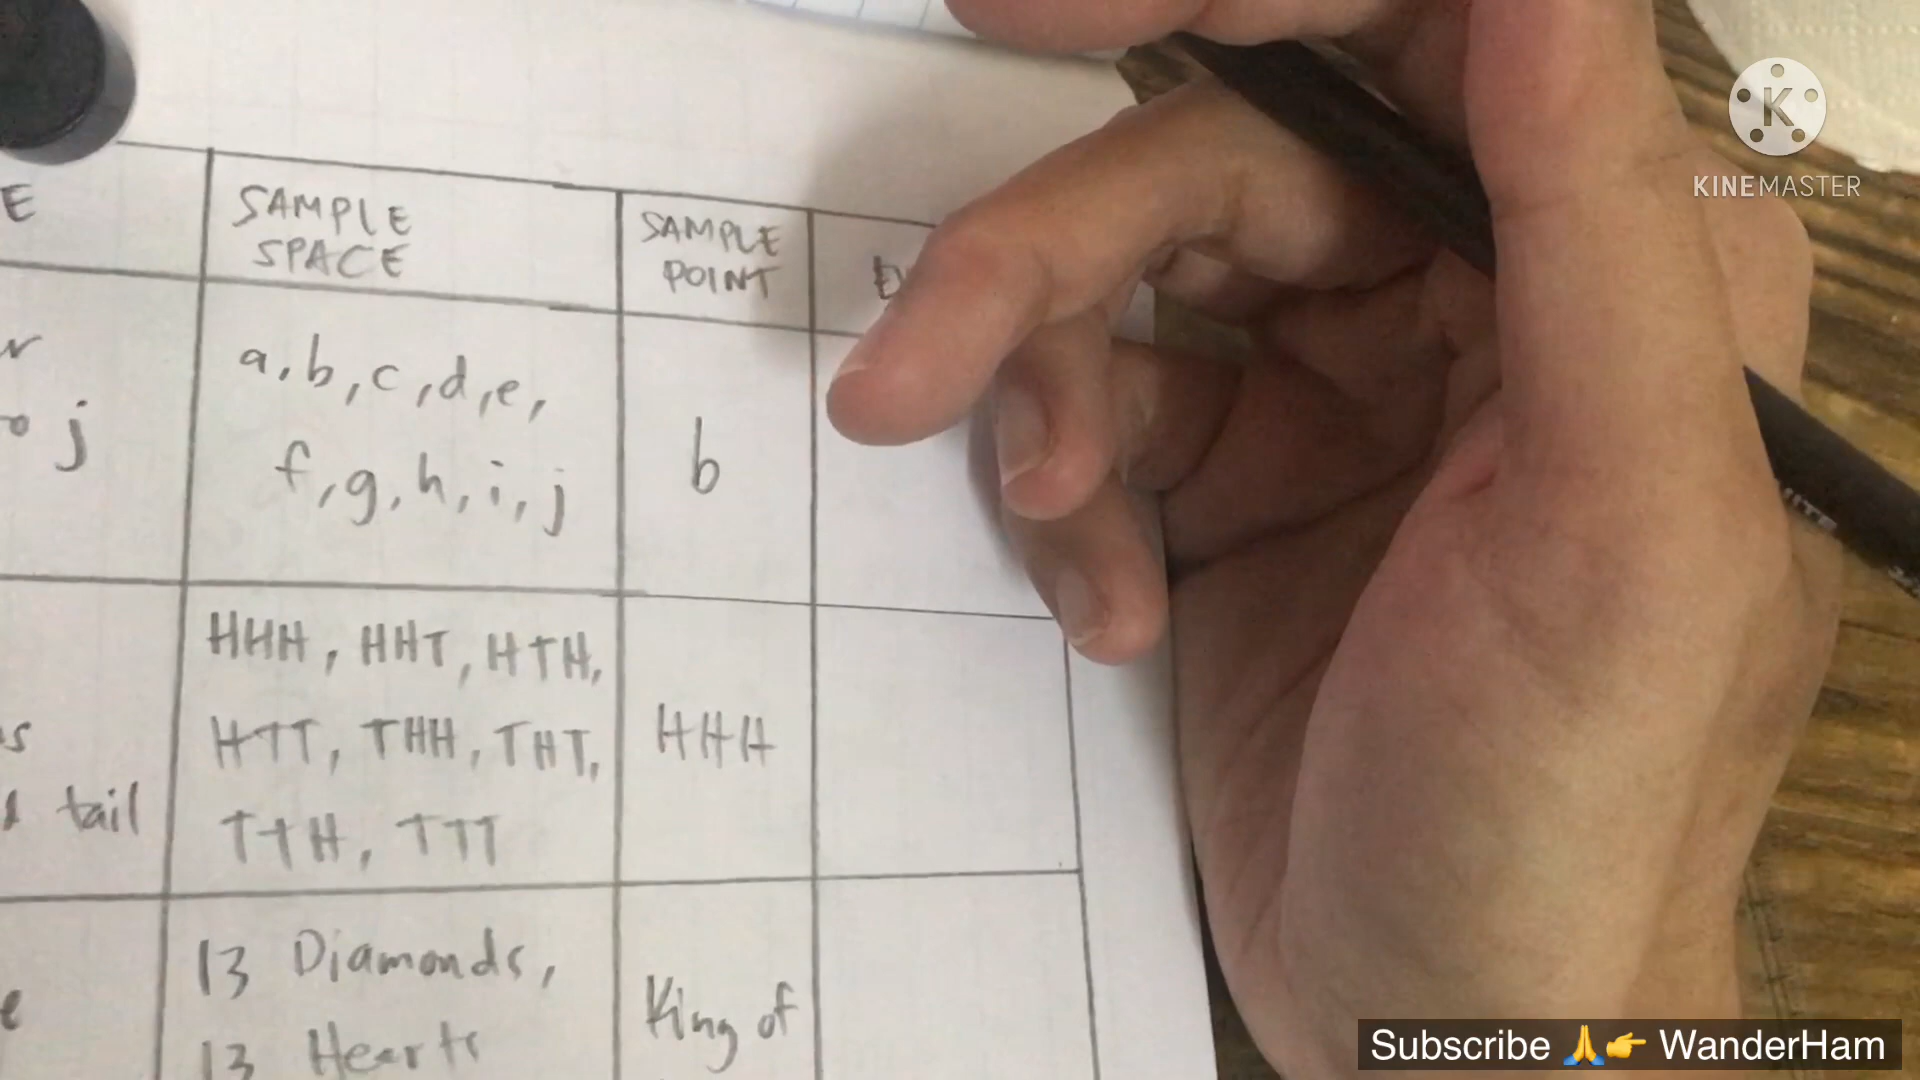 KINEMASTER
E
SAMPLE
SPACE
SAMPLE
POINT
j
a, b, c, d, e,
f, g, h, i, j
b
tail
HHH, HHT, HTH,
HTT, THH, THT,
TTH, TTT
HHH
13 Diamonds,
13 Hearts
King of
Subscribe 🙏👉 WanderHam